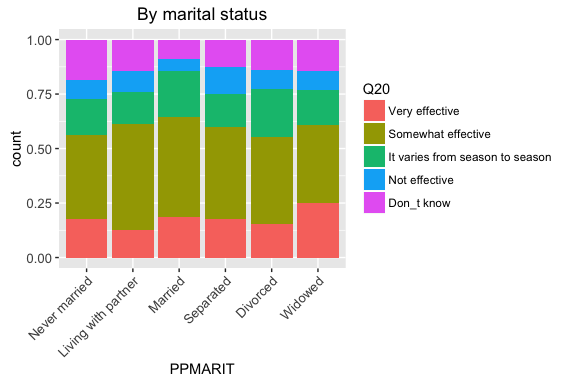 By marital status
count
1.00
0.75
0.50
0.25
0.00
Never married
Living with partner
Married
Separated
Divorced
Widowed
PPMARIT
Q20
Very effective
Somewhat effective
It varies from season to season
Not effective
Don_t know